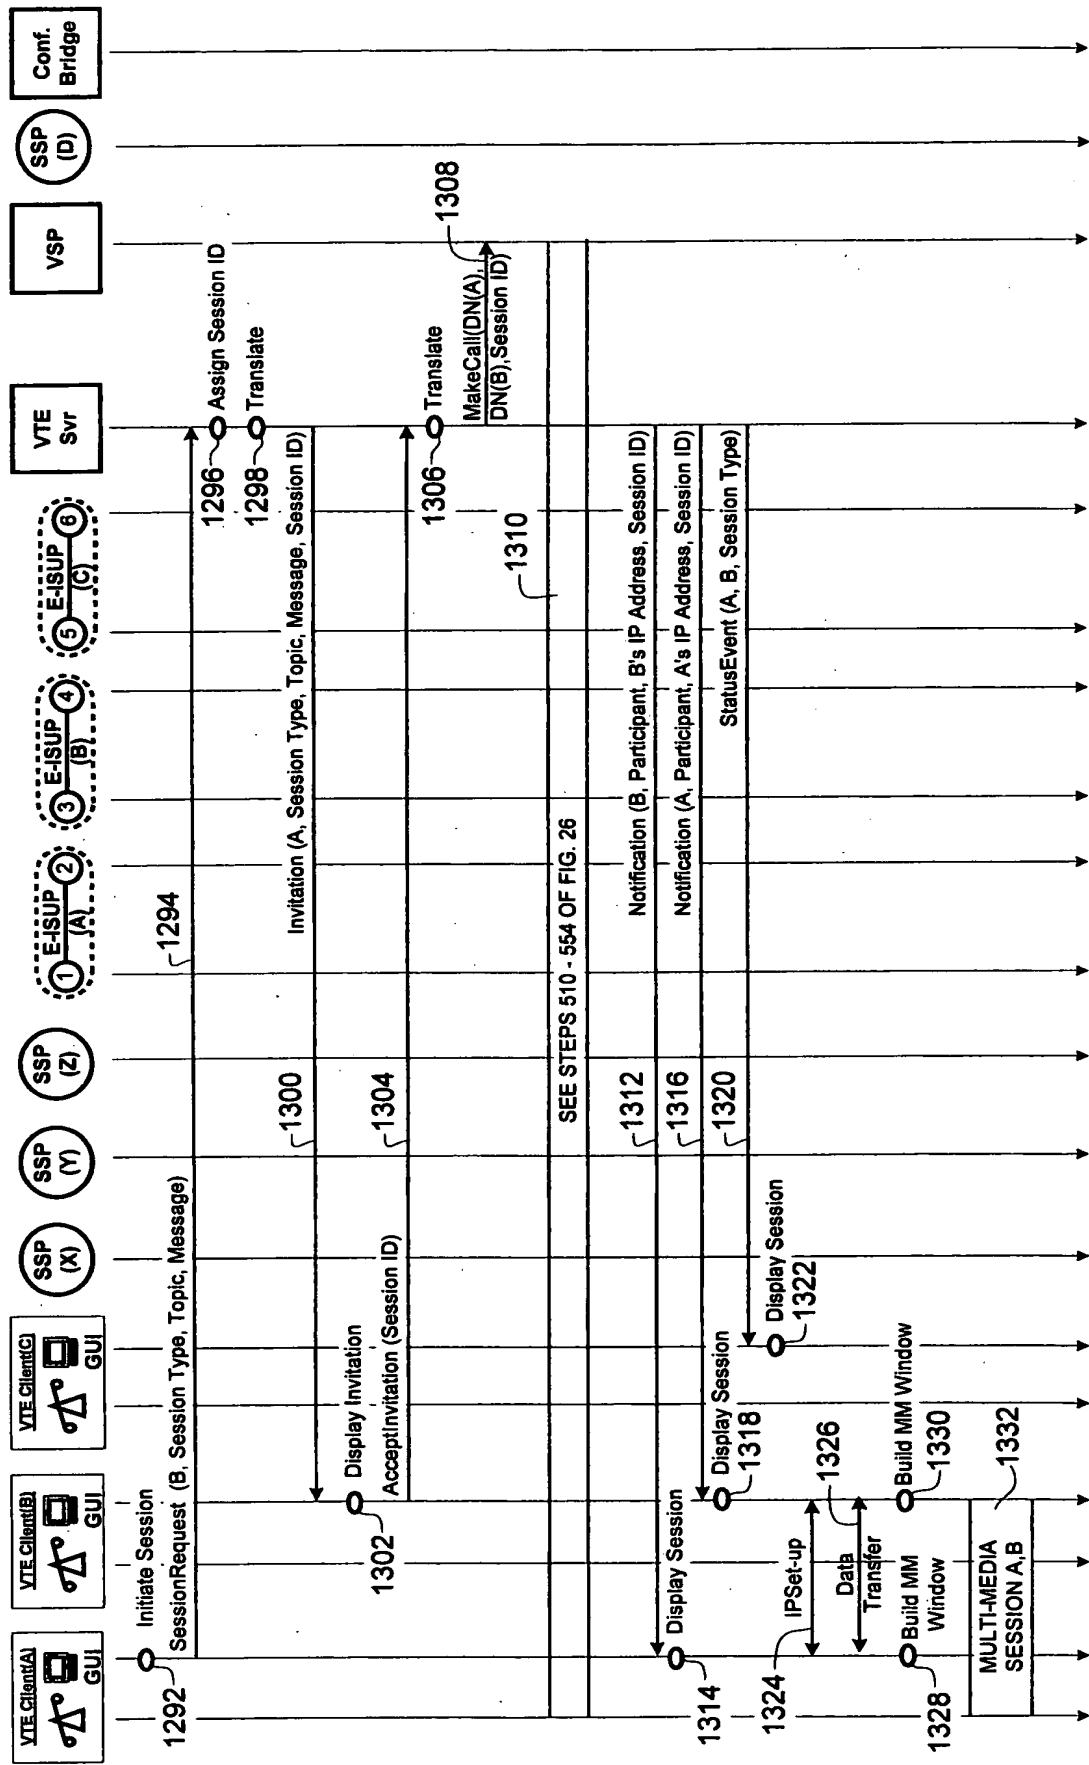 VTE Client(A)
GUI
VTE Client(B)
GUI
VTE Client(C)
GUI
SSP
(X)
SSP
(Y)
SSP
(Z)
1
E-ISUP
(A)
2
3
E-ISUP
(B)
4
5
E-ISUP
(C)
6
VTE
Svr
VSP
SSP
(D)
Conf.
Bridge
Initiate Session
1292
SessionRequest (B, Session Type, Topic, Message)
1294
Assign Session ID
1296
Translate
1298
Invitation (A, Session Type, Topic, Message, Session ID)
1300
Display Invitation
1302
AcceptInvitation (Session ID)
1304
Translate
1306
MakeCall(DN(A),
DN(B),Session ID)
1308
SEE STEPS 510 - 554 OF FIG. 26
1310
Notification (B, Participant, B's IP Address, Session ID)
1312
Display Session
1314
Notification (A, Participant, A's IP Address, Session ID)
1316
Display Session
1318
StatusEvent (A, B, Session Type)
1320
Display Session
1322
IPSet-up
1324
Data
Transfer
1326
Build MM
Window
1328
Build MM Window
1330
MULTI-MEDIA
SESSION A,B
1332